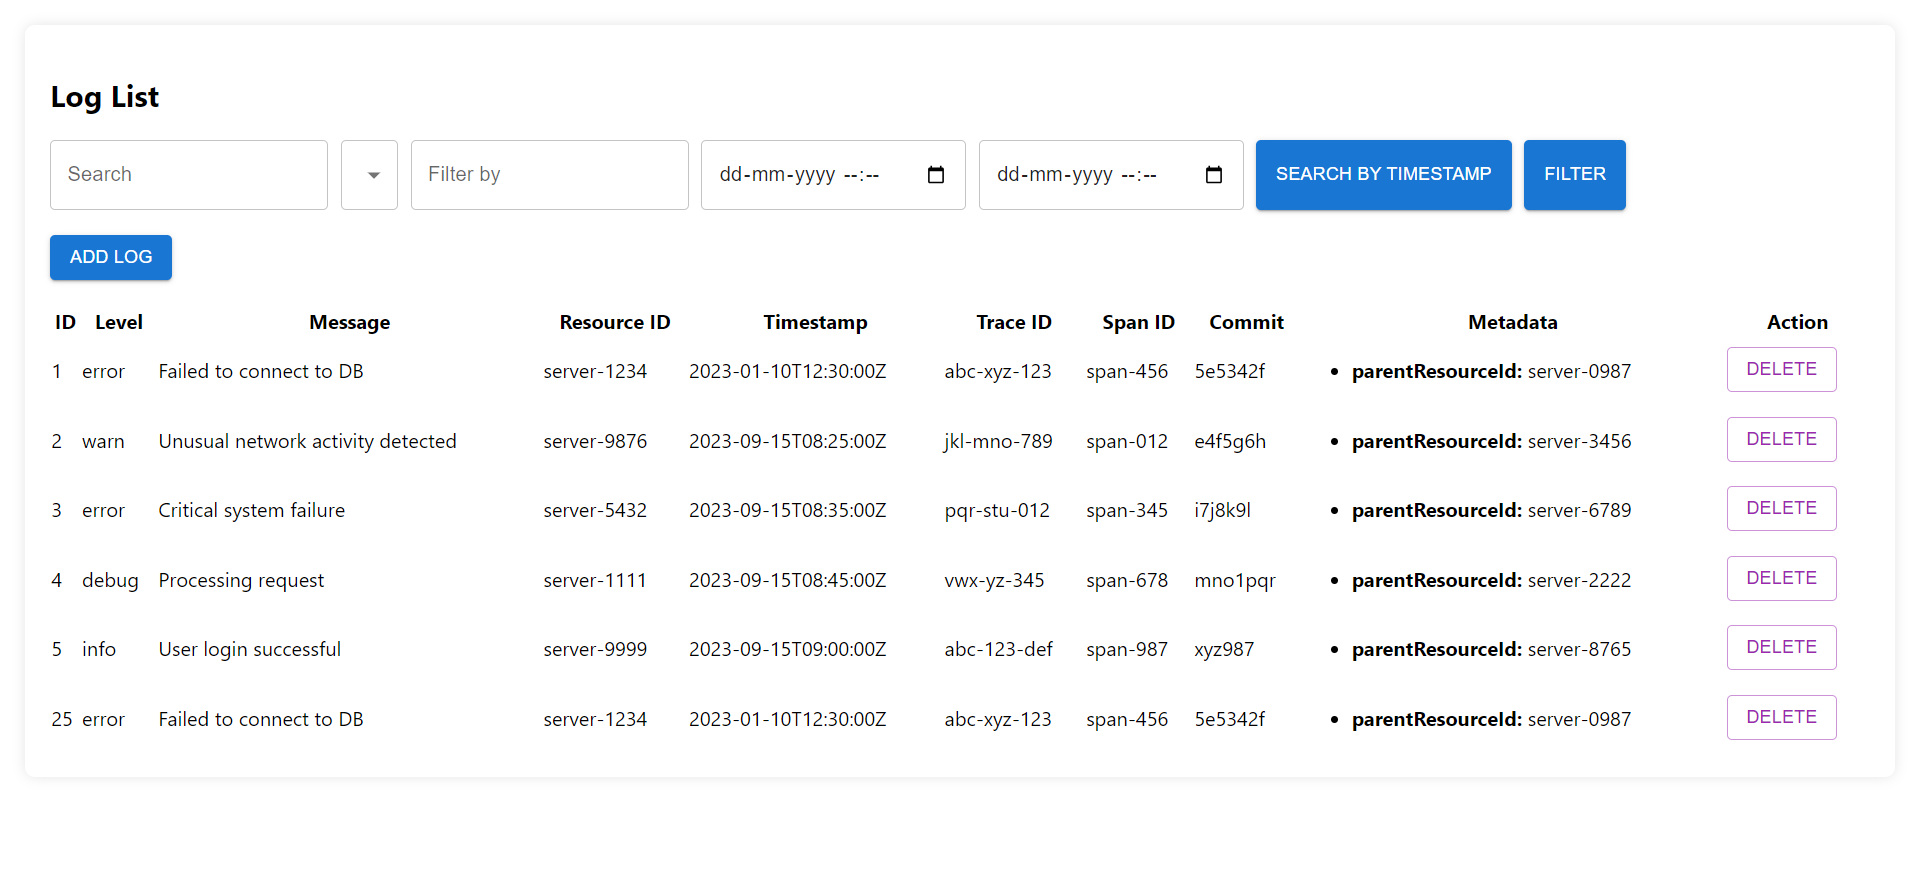 Log List
Search Filter by dd-mm-yyyy --:-- dd-mm-yyyy --:-- SEARCH BY TIMESTAMP FILTER
ADD LOG
ID Level Message Resource ID Timestamp Trace ID Span ID Commit Metadata Action
1 error Failed to connect to DB server-1234 2023-01-10T12:30:00Z abc-xyz-123 span-456 5e5342f • parentResourceId: server-0987 DELETE
2 warn Unusual network activity detected server-9876 2023-09-15T08:25:00Z jkl-mno-789 span-012 e4f5g6h • parentResourceId: server-3456 DELETE
3 error Critical system failure server-5432 2023-09-15T08:35:00Z pqr-stu-012 span-345 i7j8k9l • parentResourceId: server-6789 DELETE
4 debug Processing request server-1111 2023-09-15T08:45:00Z vwx-yz-345 span-678 mno1pqr • parentResourceId: server-2222 DELETE
5 info User login successful server-9999 2023-09-15T09:00:00Z abc-123-def span-987 xyz987 • parentResourceId: server-8765 DELETE
25 error Failed to connect to DB server-1234 2023-01-10T12:30:00Z abc-xyz-123 span-456 5e5342f • parentResourceId: server-0987 DELETE